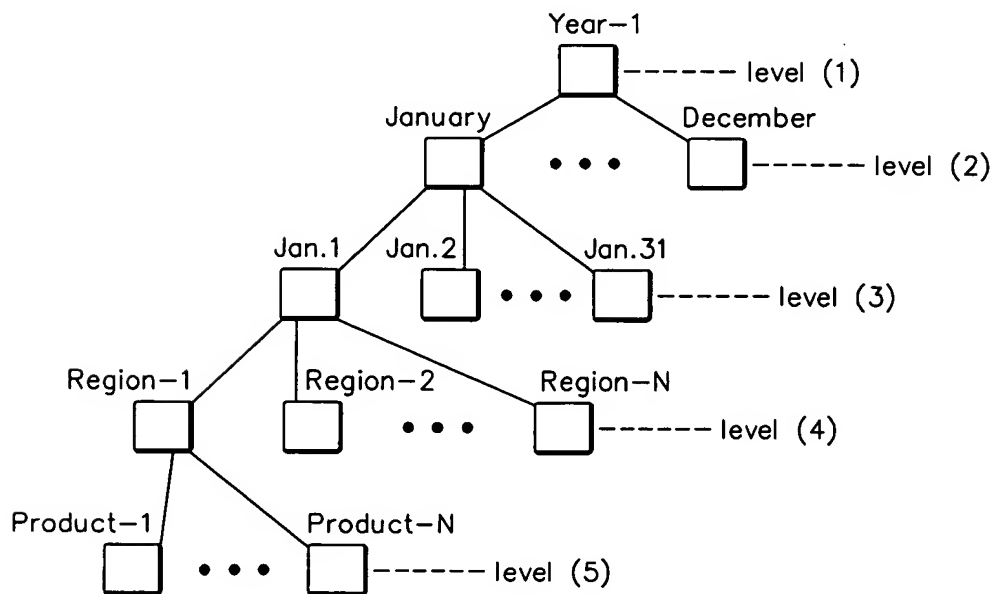 Year-1
level (1)
January
December
level (2)
Jan.1
Jan.2
Jan.31
level (3)
Region-1
Region-2
Region-N
level (4)
Product-1
Product-N
level (5)